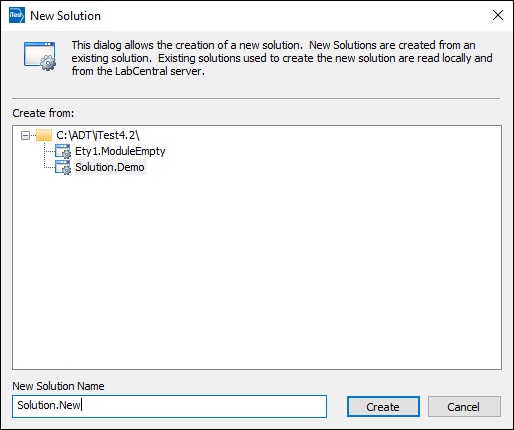 iTest
New Solution
This dialog allows the creation of a new solution.  New Solutions are created from an
existing solution.  Existing solutions used to create the new solution are read locally and
from the LabCentral server.
Create from:
C:\ADT\iTest4.2\
Ety1.ModuleEmpty
Solution.Demo
New Solution Name
Solution.New
Create
Cancel